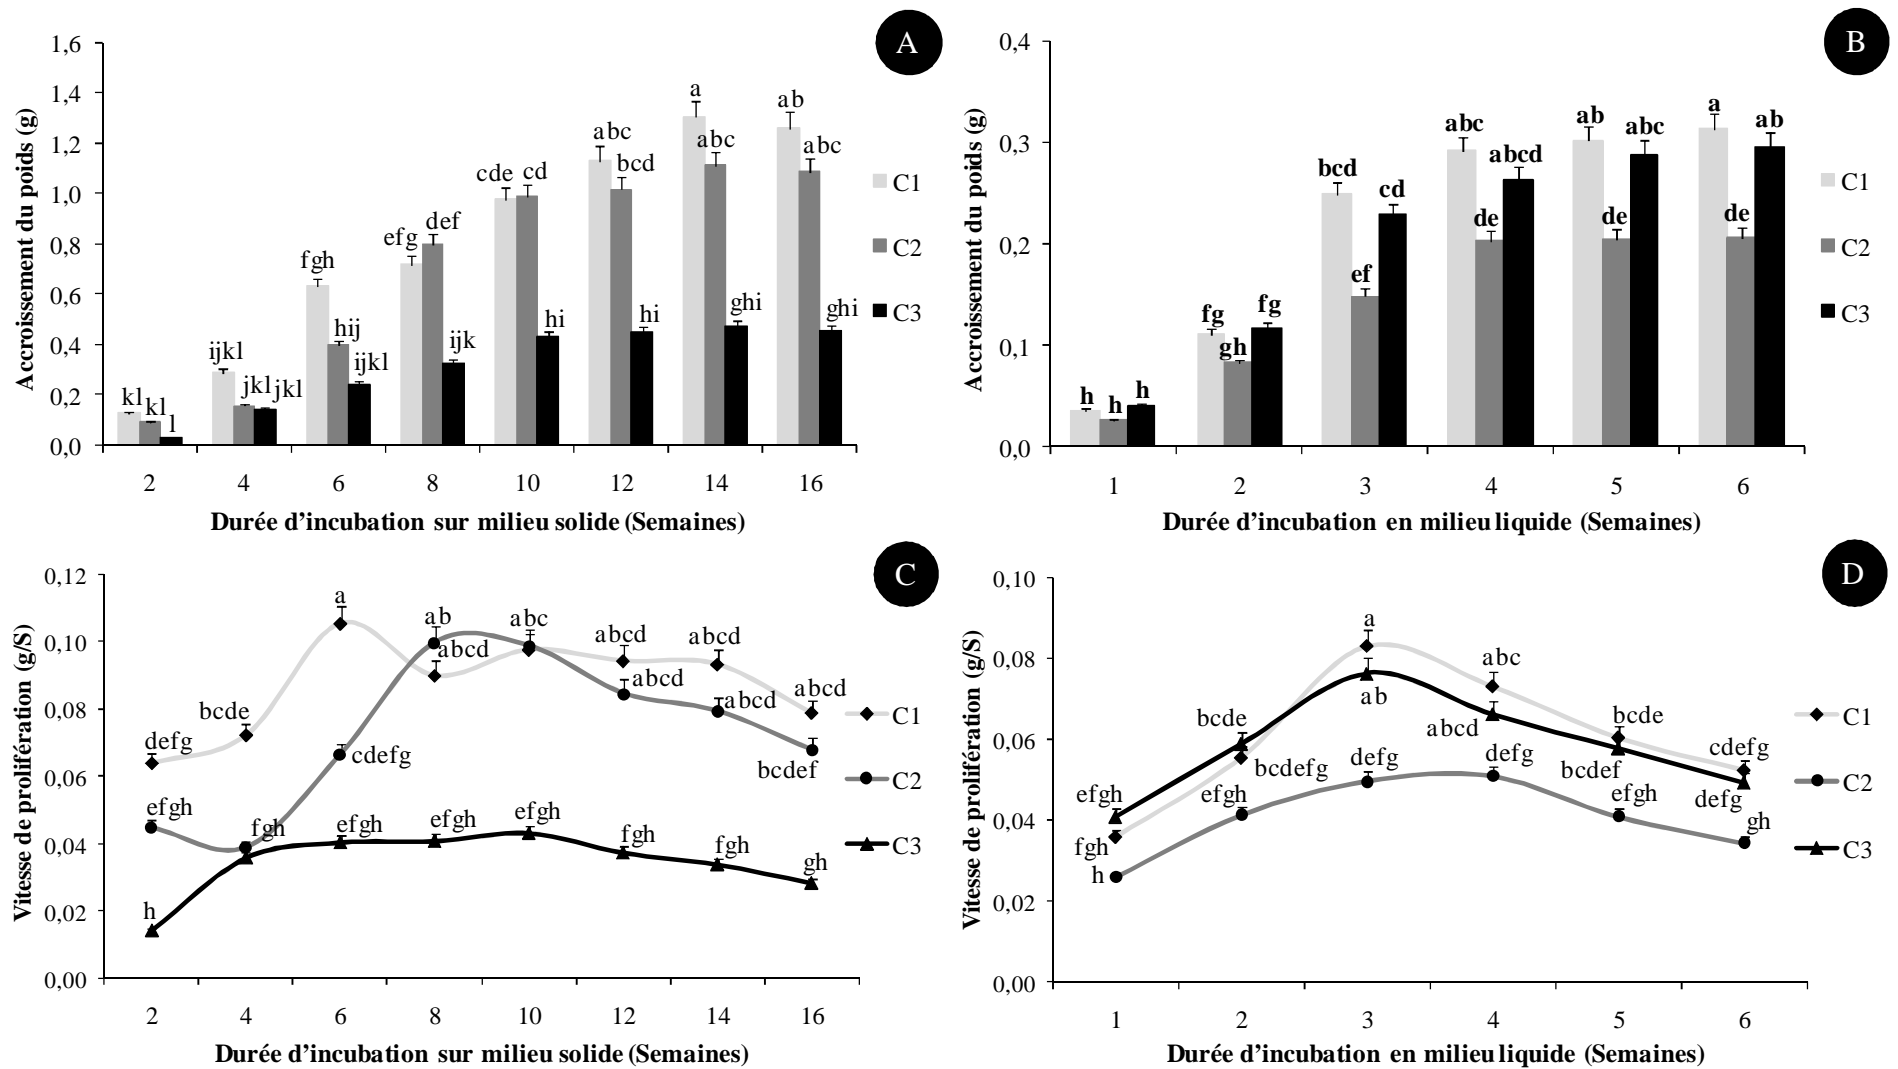 A
1,6
1,4
1,2
1,0
0,8
0,6
0,4
0,2
0,0
Accroissement du poids (g)
kl kl l
ijkl jkl jkl
fgh hij ijkl
efg def ijk
cde cd hi
abc bcd hi
a abc ghi
ab abc ghi
2 4 6 8 10 12 14 16
Durée d'incubation sur milieu solide (Semaines)
C1
C2
C3
B
0,4
0,3
0,2
0,1
0,0
Accroissement du poids (g)
h h h
fg gh fg
bcd ef cd
abc de abcd
ab de abc
a de ab
1 2 3 4 5 6
Durée d'incubation en milieu liquide (Semaines)
C1
C2
C3
C
0,12
0,10
0,08
0,06
0,04
0,02
0,00
Vitesse de prolifération (g/S)
defg efgh h
bcde fgh
a cdefg efgh
ab abcd efgh
abc efgh
abcd abcd fgh
abcd abcd fgh
abcd bcdef gh
2 4 6 8 10 12 14 16
Durée d'incubation sur milieu solide (Semaines)
C1
C2
C3
D
0,10
0,08
0,06
0,04
0,02
0,00
Vitesse de prolifération (g/S)
efgh fgh h
bcde bcdefg efgh
a ab defg
abc abcd defg
bcde bcdef efgh
cdefg defg gh
1 2 3 4 5 6
Durée d'incubation en milieu liquide (Semaines)
C1
C2
C3